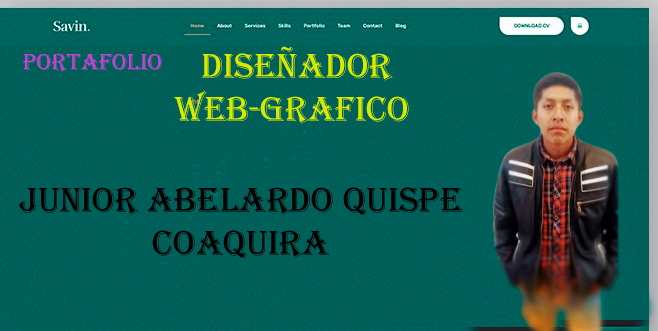 Savin.
Home About Services Skills Portfolio Team Contact Blog
DOWNLOAD CV
PORTAFOLIO
DISEÑADOR
WEB-GRAFICO
JUNIOR ABELARDO QUISPE
COAQUIRA